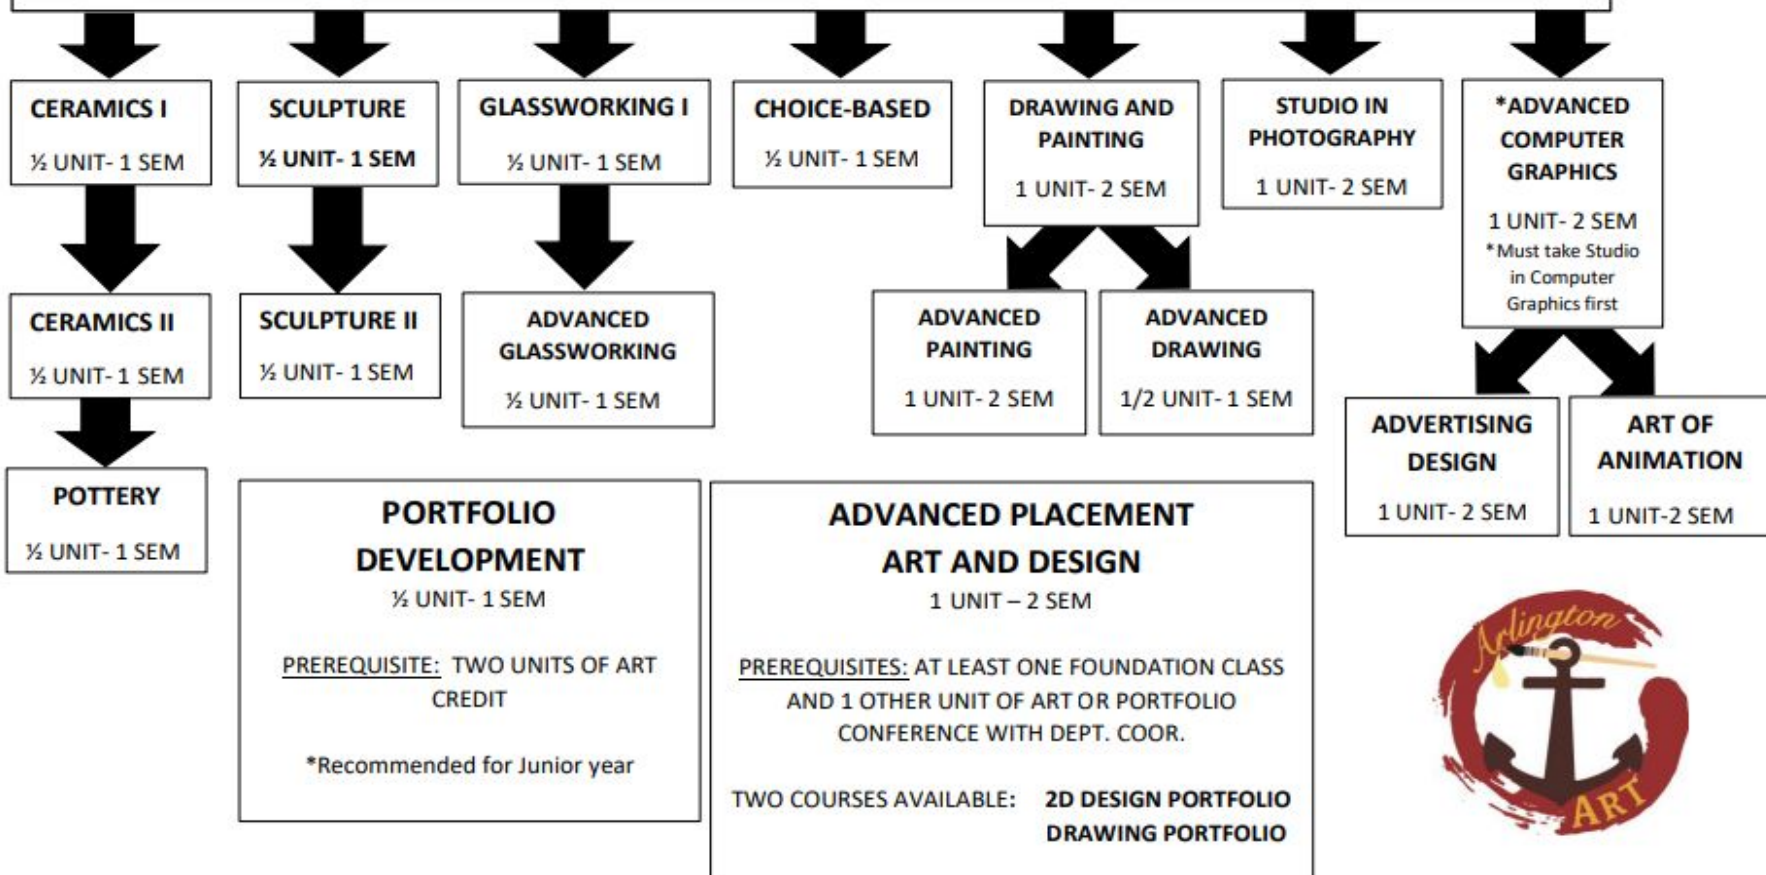 CERAMICS I
½ UNIT- 1 SEM
SCULPTURE
½ UNIT- 1 SEM
GLASSWORKING I
½ UNIT- 1 SEM
CHOICE-BASED
½ UNIT- 1 SEM
DRAWING AND
PAINTING
1 UNIT- 2 SEM
STUDIO IN
PHOTOGRAPHY
1 UNIT- 2 SEM
*ADVANCED
COMPUTER
GRAPHICS
1 UNIT- 2 SEM
*Must take Studio
in Computer
Graphics first
CERAMICS II
½ UNIT- 1 SEM
SCULPTURE II
½ UNIT- 1 SEM
ADVANCED
GLASSWORKING
½ UNIT- 1 SEM
ADVANCED
PAINTING
1 UNIT- 2 SEM
ADVANCED
DRAWING
1/2 UNIT- 1 SEM
ADVERTISING
DESIGN
1 UNIT- 2 SEM
ART OF
ANIMATION
1 UNIT-2 SEM
POTTERY
½ UNIT- 1 SEM
PORTFOLIO
DEVELOPMENT
½ UNIT- 1 SEM
PREREQUISITE: TWO UNITS OF ART
CREDIT
*Recommended for Junior year
ADVANCED PLACEMENT
ART AND DESIGN
1 UNIT – 2 SEM
PREREQUISITES: AT LEAST ONE FOUNDATION CLASS
AND 1 OTHER UNIT OF ART OR PORTFOLIO
CONFERENCE WITH DEPT. COOR.
TWO COURSES AVAILABLE: 2D DESIGN PORTFOLIO
DRAWING PORTFOLIO
Arlington
ART